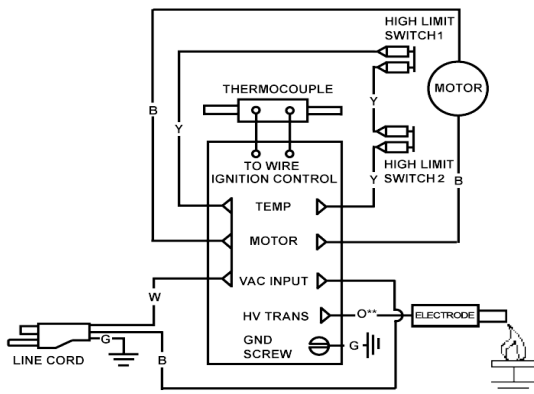 HIGH LIMIT
SWITCH1
THERMOCOUPLE
MOTOR
B
Y
Y
TO WIRE
IGNITION CONTROL
HIGH LIMIT
SWITCH 2
Y
B
TEMP
MOTOR
VAC INPUT
W
HV TRANS
O**
ELECTRODE
GND
SCREW
G
G
LINE CORD
B